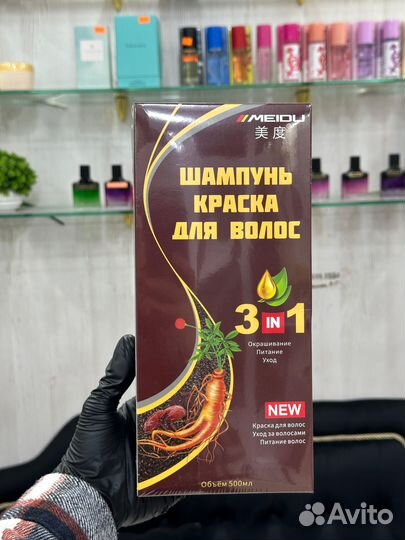 MEIDU
美度
ШАМПУНЬ
КРАСКА
ДЛЯ ВОЛОС
3 IN 1
Окрашивание
Питание
Уход
NEW
Краска для волос
Уход за волосами
Питание волос
Объём 500мл
Avito